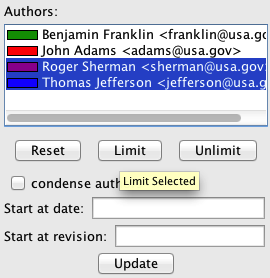 Authors:
Benjamin Franklin <franklin@usa.go
John Adams <adams@usa.gov>
Roger Sherman <sherman@usa.gov>
Thomas Jefferson <jefferson@usa.g
Reset Limit Unlimit
condense auth
Limit Selected
Start at date:
Start at revision:
Update